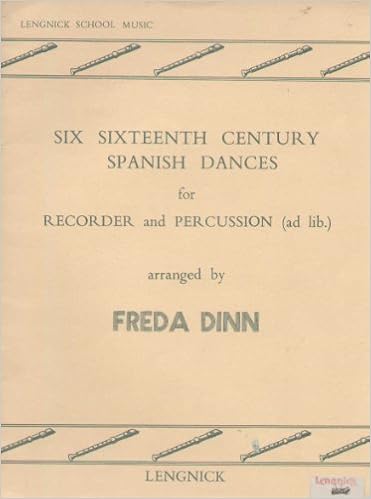 LENGNICK SCHOOL MUSIC
SIX SIXTEENTH CENTURY
SPANISH DANCES
for
RECORDER and PERCUSSION (ad lib.)
arranged by
FREDA DINN
LENGNICK
Lengnick